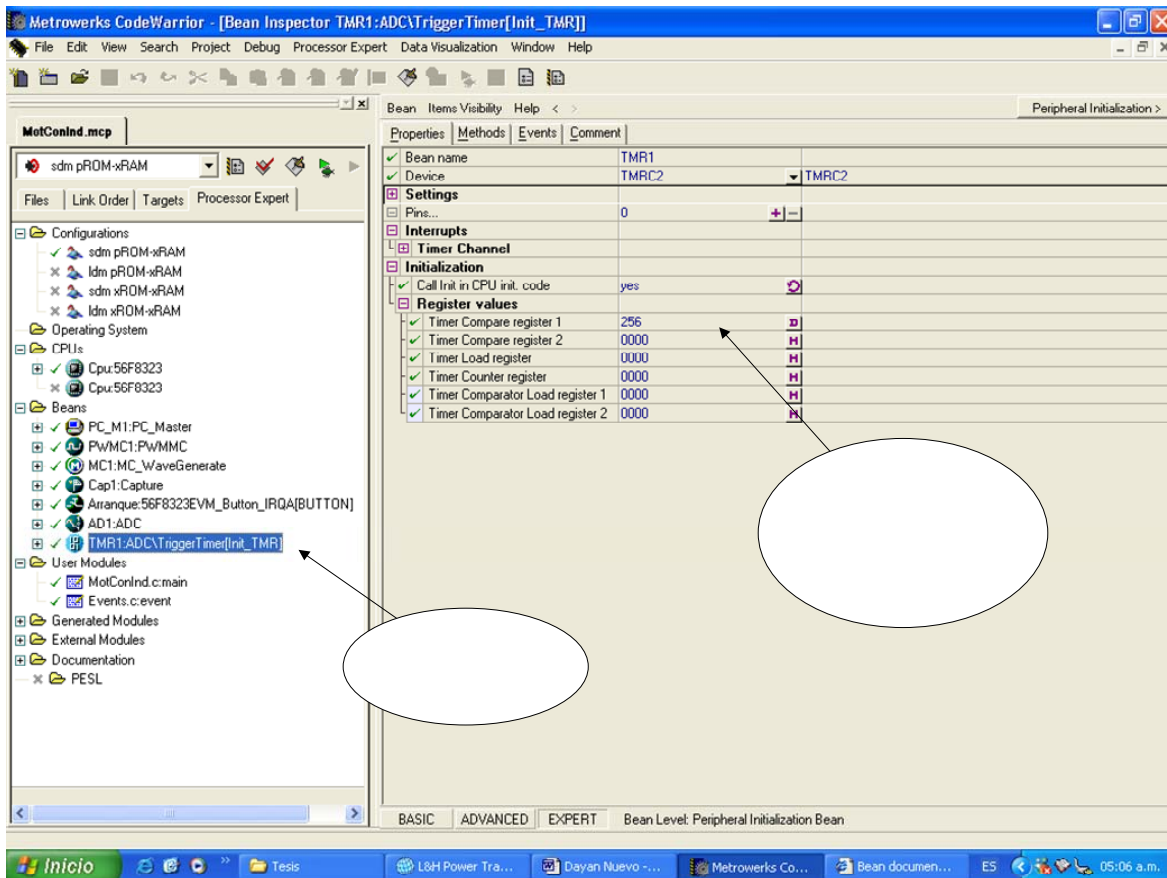 Metrowerks CodeWarrior - [Bean Inspector TMR1:ADC\TriggerTimer[Init_TMR]]
File Edit View Search Project Debug Processor Expert Data Visualization Window Help
Bean Items Visibility Help < >
Peripheral Initialization >
MotConInd.mcp
sdm pROM-xRAM
Files Link Order Targets Processor Expert
Configurations
sdm pROM-xRAM
ldm pROM-xRAM
sdm xROM-xRAM
ldm xROM-xRAM
Operating System
CPUs
Cpu:56F8323
Cpu:56F8323
Beans
PC_M1:PC_Master
PWMC1:PWMMC
MC1:MC_WaveGenerate
Cap1:Capture
Arranque:56F8323EVM_Button_IRQA[BUTTON]
AD1:ADC
TMR1:ADC\TriggerTimer[Init_TMR]
User Modules
MotConInd.c:main
Events.c:event
Generated Modules
External Modules
Documentation
PESL
Properties Methods Events Comment
Bean name TMR1
Device TMRC2 TMRC2
Settings
Pins... 0 + -
Interrupts
Timer Channel
Initialization
Call Init in CPU init. code yes
Register values
Timer Compare register 1 256 D
Timer Compare register 2 0000 H
Timer Load register 0000 H
Timer Counter register 0000 H
Timer Comparator Load register 1 0000 H
Timer Comparator Load register 2 0000 H
BASIC ADVANCED EXPERT Bean Level: Peripheral Initialization Bean
Inicio » Tesis L&H Power Tra... Dayan Nuevo -... Metrowerks Co... Bean documen... ES 05:06 a.m.